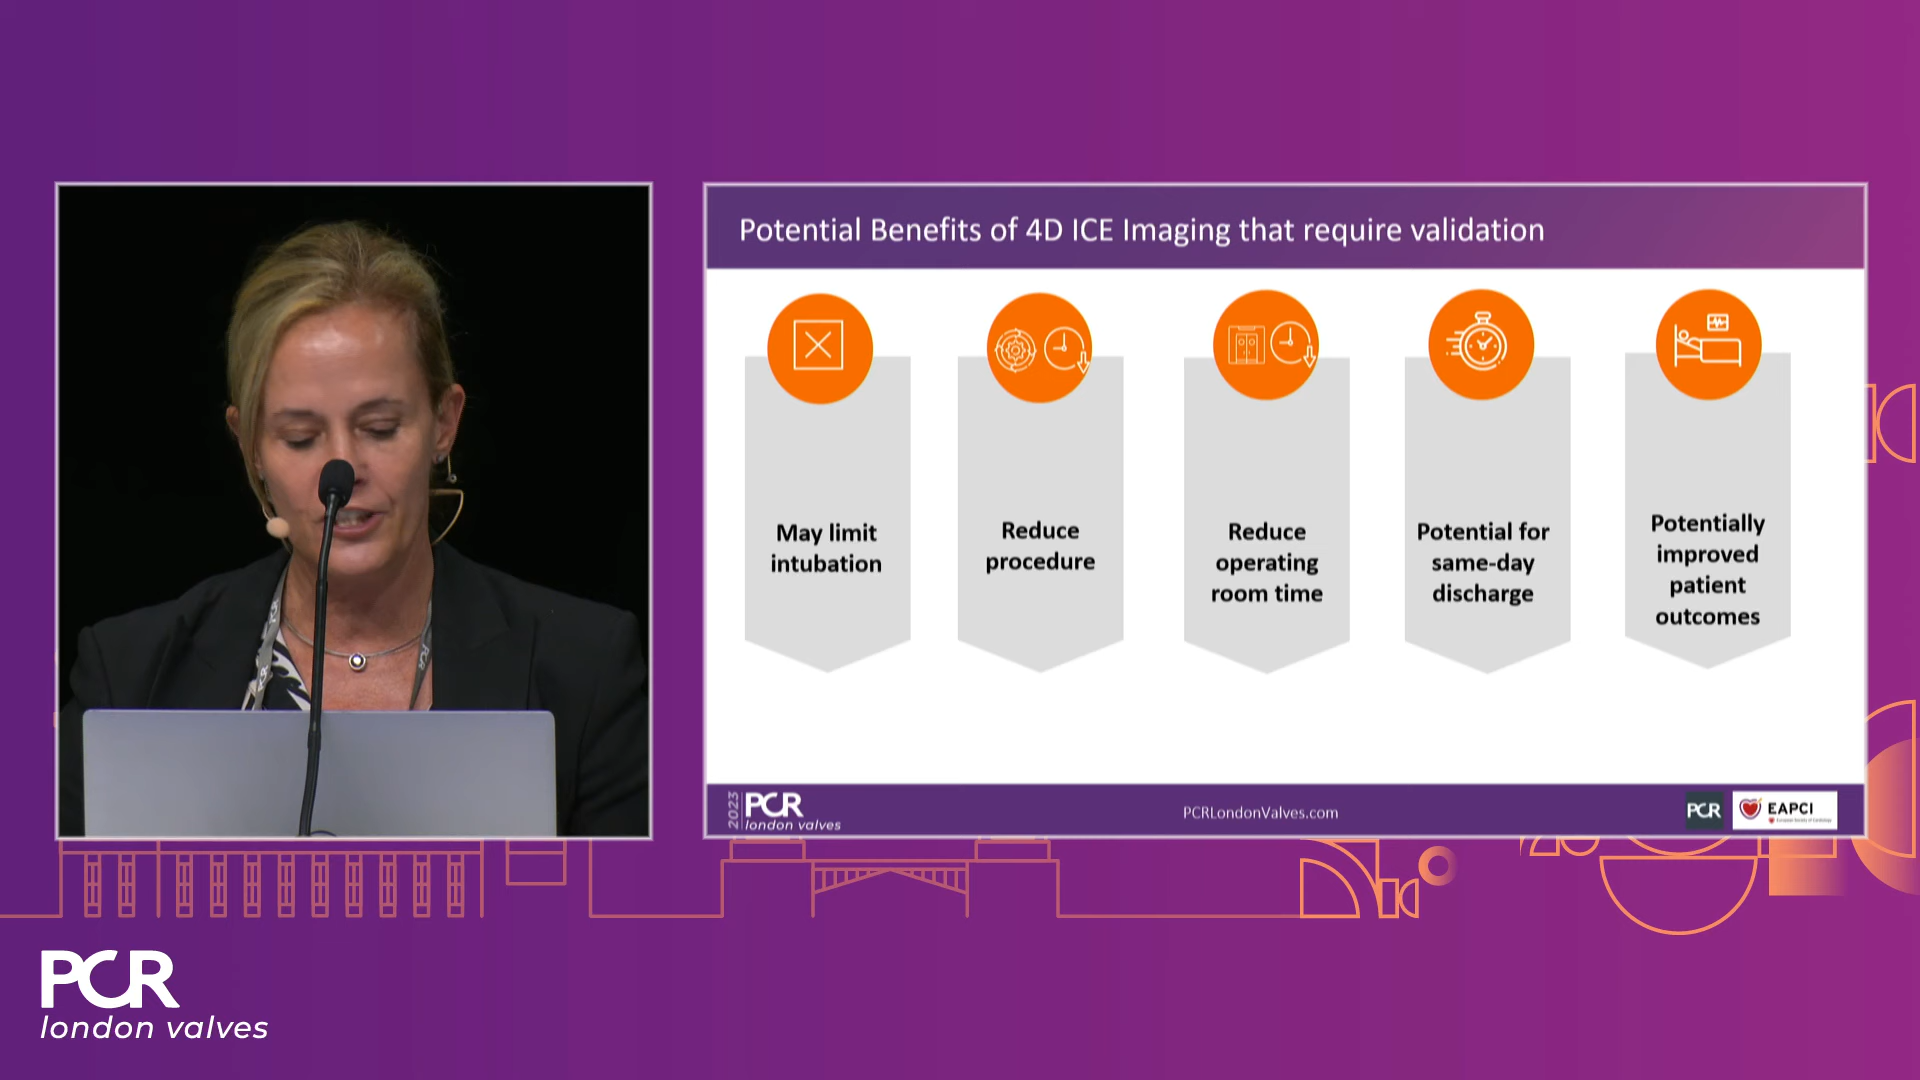 Potential Benefits of 4D ICE Imaging that require validation
May limit
intubation
Reduce
procedure
Reduce
operating
room time
Potential for
same-day
discharge
Potentially
improved
patient
outcomes
2023
PCR
london valves
PCRLondonValves.com
PCR
EAPCI
PCR
london valves